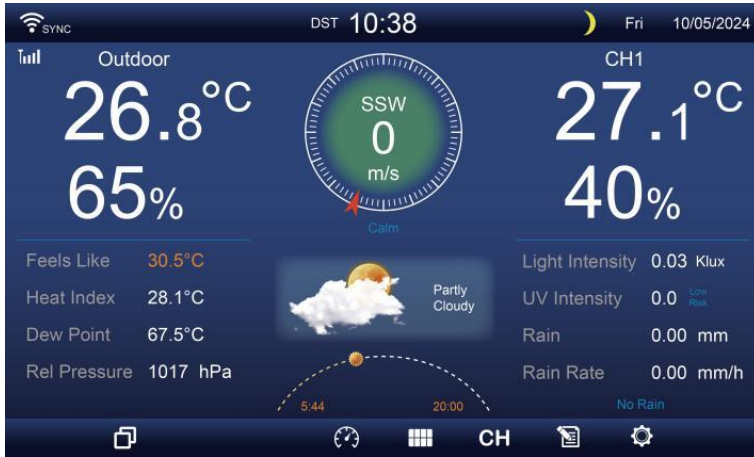 SYNC
DST 10:38
Fri 10/05/2024
Outdoor
26.8°C
65%
Feels Like 30.5°C
Heat Index 28.1°C
Dew Point 67.5°C
Rel Pressure 1017 hPa
SSW
0
m/s
Calm
Partly
Cloudy
5:44 20:00
CH1
27.1°C
40%
Light Intensity 0.03 Klux
UV Intensity 0.0 Low
Risk
Rain 0.00 mm
Rain Rate 0.00 mm/h
No Rain
CH